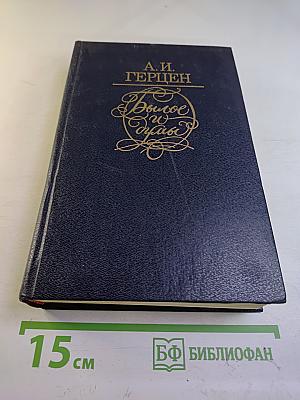 А. И.
ГЕРЦЕН
Былое
и
думы
15 см
БФ БИБЛИОФАН